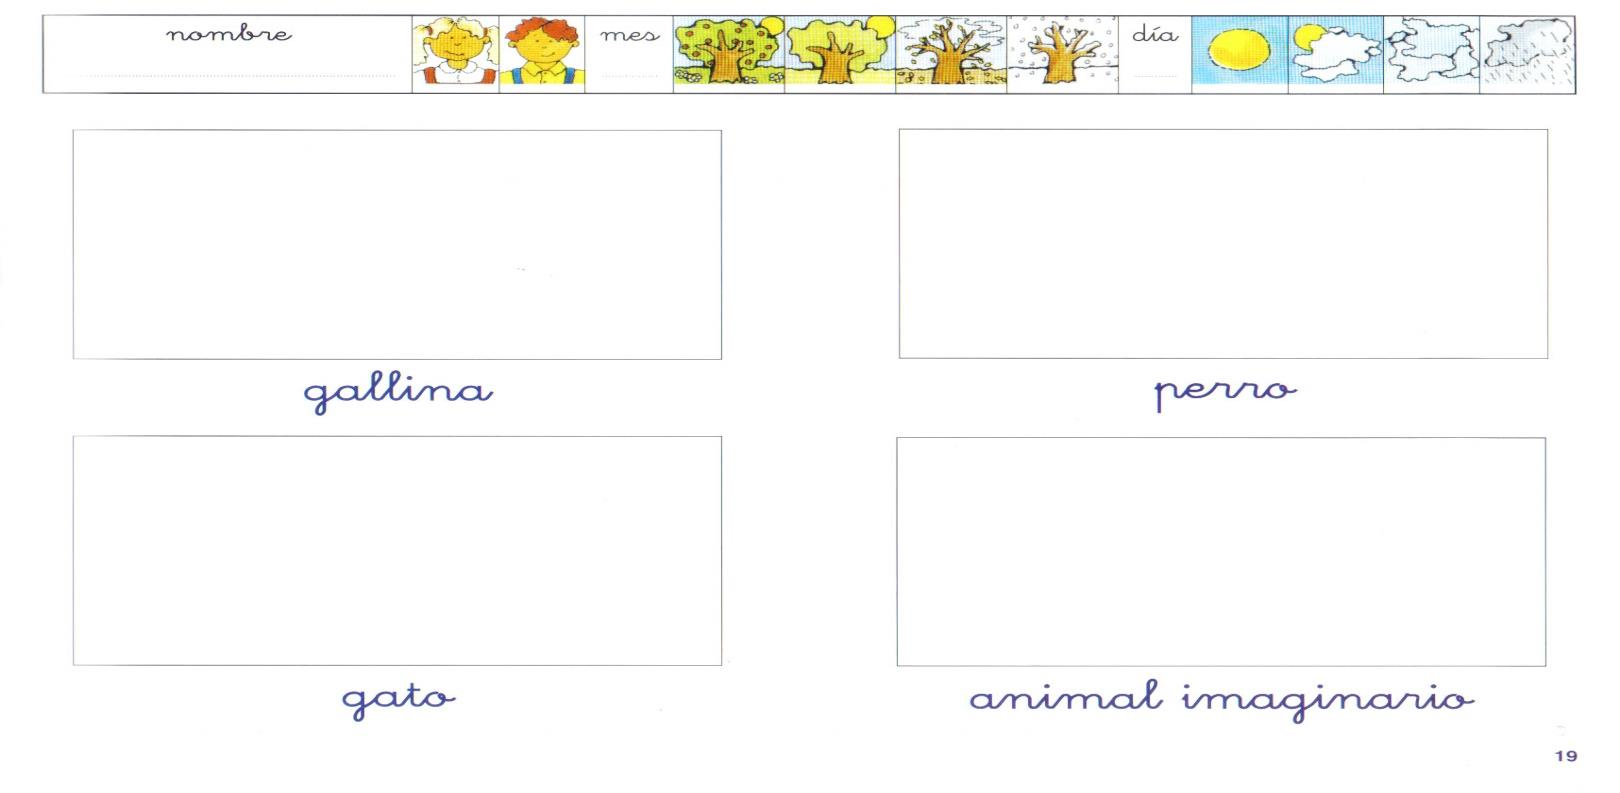 nombre mes día
gallina perro
gato animal imaginario
19